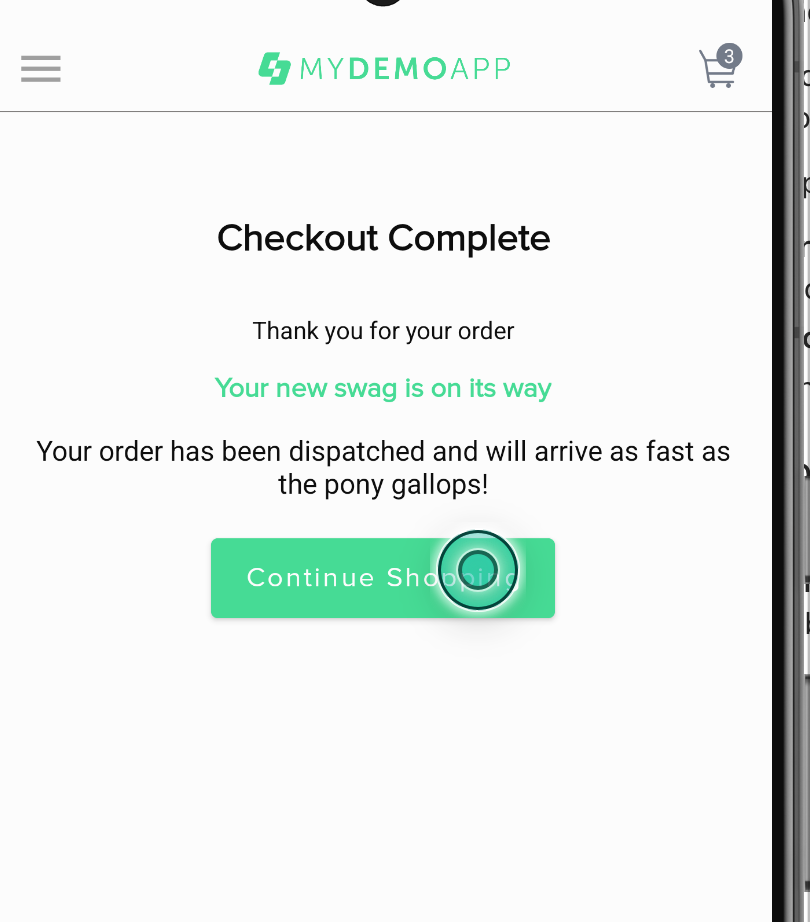 MYDEMOAPP
3
Checkout Complete
Thank you for your order
Your new swag is on its way
Your order has been dispatched and will arrive as fast as
the pony gallops!
Continue Shopping